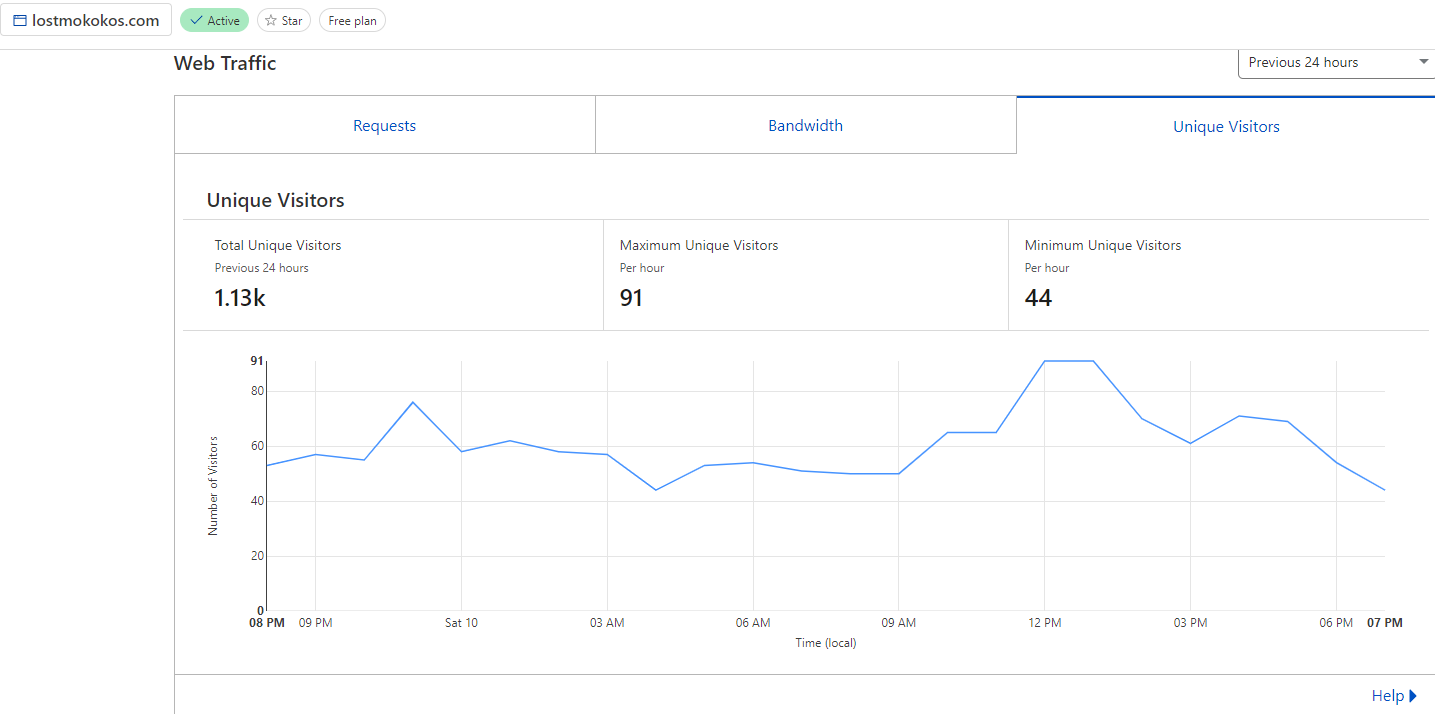 lostmokokos.com Active Star Free plan
Web Traffic Previous 24 hours
Requests Bandwidth Unique Visitors
Unique Visitors
Total Unique Visitors Maximum Unique Visitors Minimum Unique Visitors
Previous 24 hours Per hour Per hour
1.13k 91 44
91
80
60
40
20
0
Number of Visitors
08 PM 09 PM Sat 10 03 AM 06 AM 09 AM 12 PM 03 PM 06 PM 07 PM
Time (local)
Help